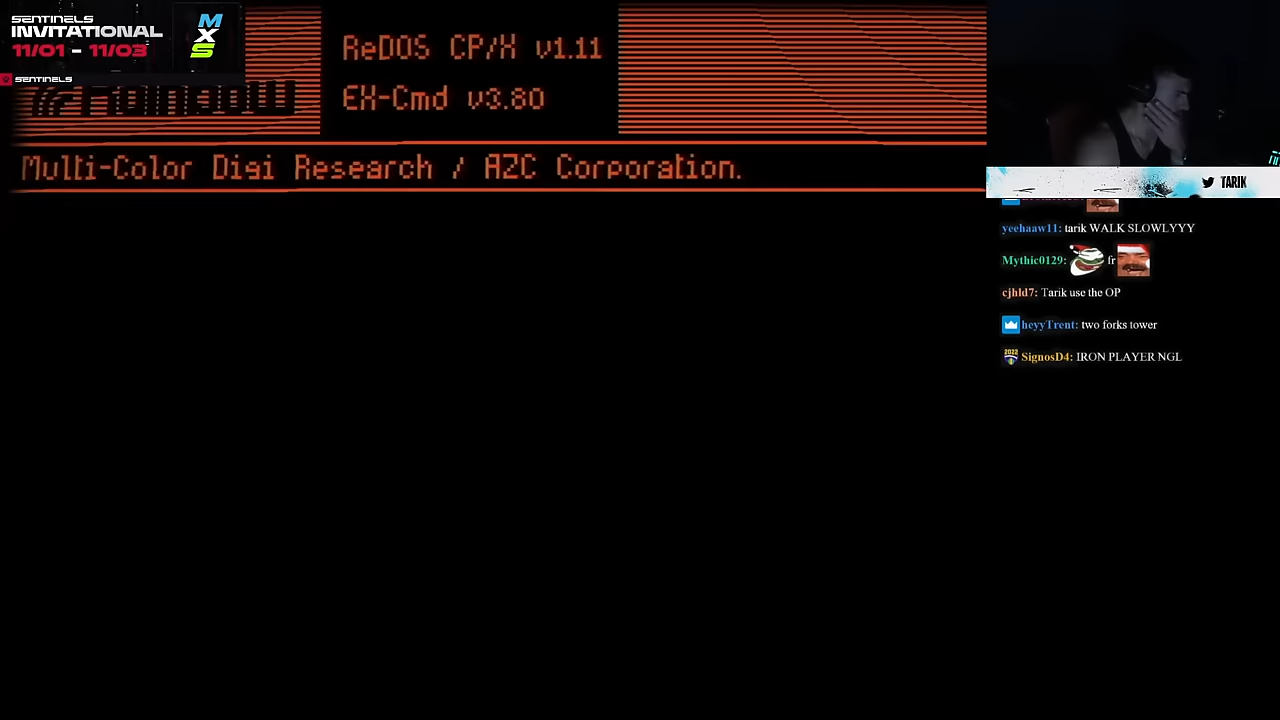 SENTINELS
INVITATIONAL
11/01 - 11/03
M
X
S
SENTINELS
Rainbow
ReDOS CP/X v1.11
EX-Cmd v3.80
Multi-Color Digi Research / AZC Corporation.
TARIK
yeehaaw11: tarik WALK SLOWLYYY
Mythic0129: fr
cjhld7: Tarik use the OP
heyyTrent: two forks tower
2022
SignosD4: IRON PLAYER NGL